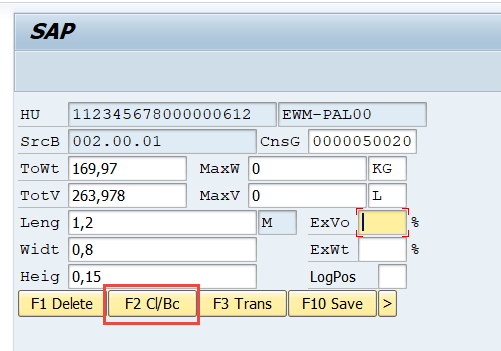 SAP
HU 112345678000000612 EWM-PAL00
SrcB 002.00.01 CnsG 0000050020
ToWt 169,97 MaxW 0 KG
TotV 263,978 MaxV 0 L
Leng 1,2 M ExVo %
Widt 0,8 ExWt %
Heig 0,15 LogPos
F1 Delete F2 Cl/Bc F3 Trans F10 Save >